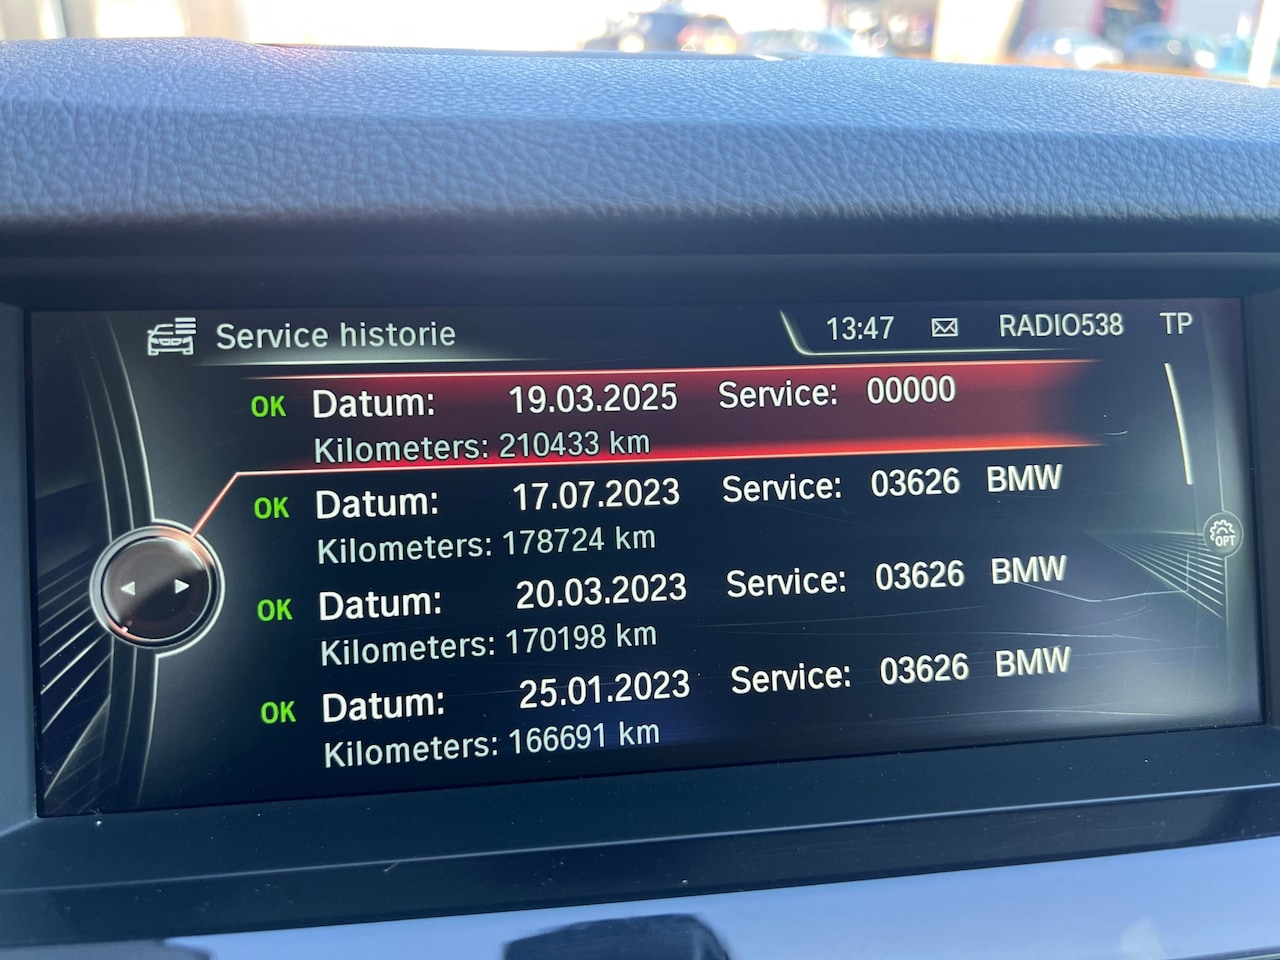 Service historie 13:47 RADIO538 TP
OK Datum: 19.03.2025 Service: 00000
Kilometers: 210433 km
OK Datum: 17.07.2023 Service: 03626 BMW
Kilometers: 178724 km
OPT
OK Datum: 20.03.2023 Service: 03626 BMW
Kilometers: 170198 km
OK Datum: 25.01.2023 Service: 03626 BMW
Kilometers: 166691 km